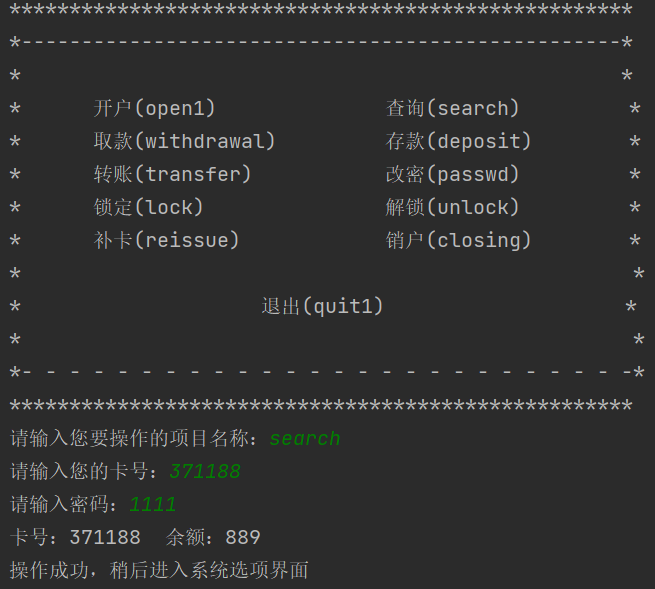 ****************************************************
*--------------------------------------------------*
*                                                  *
*      开户(open1)              查询(search)         *
*      取款(withdrawal)         存款(deposit)        *
*      转账(transfer)           改密(passwd)         *
*      锁定(lock)               解锁(unlock)         *
*      补卡(reissue)            销户(closing)        *
*                                                   *
*                    退出(quit1)                    *
*                                                   *
*- - - - - - - - - - - - - - - - - - - - - - - - - -*
****************************************************
请输入您要操作的项目名称：search
请输入您的卡号：371188
请输入密码：1111
卡号：371188  余额：889
操作成功，稍后进入系统选项界面